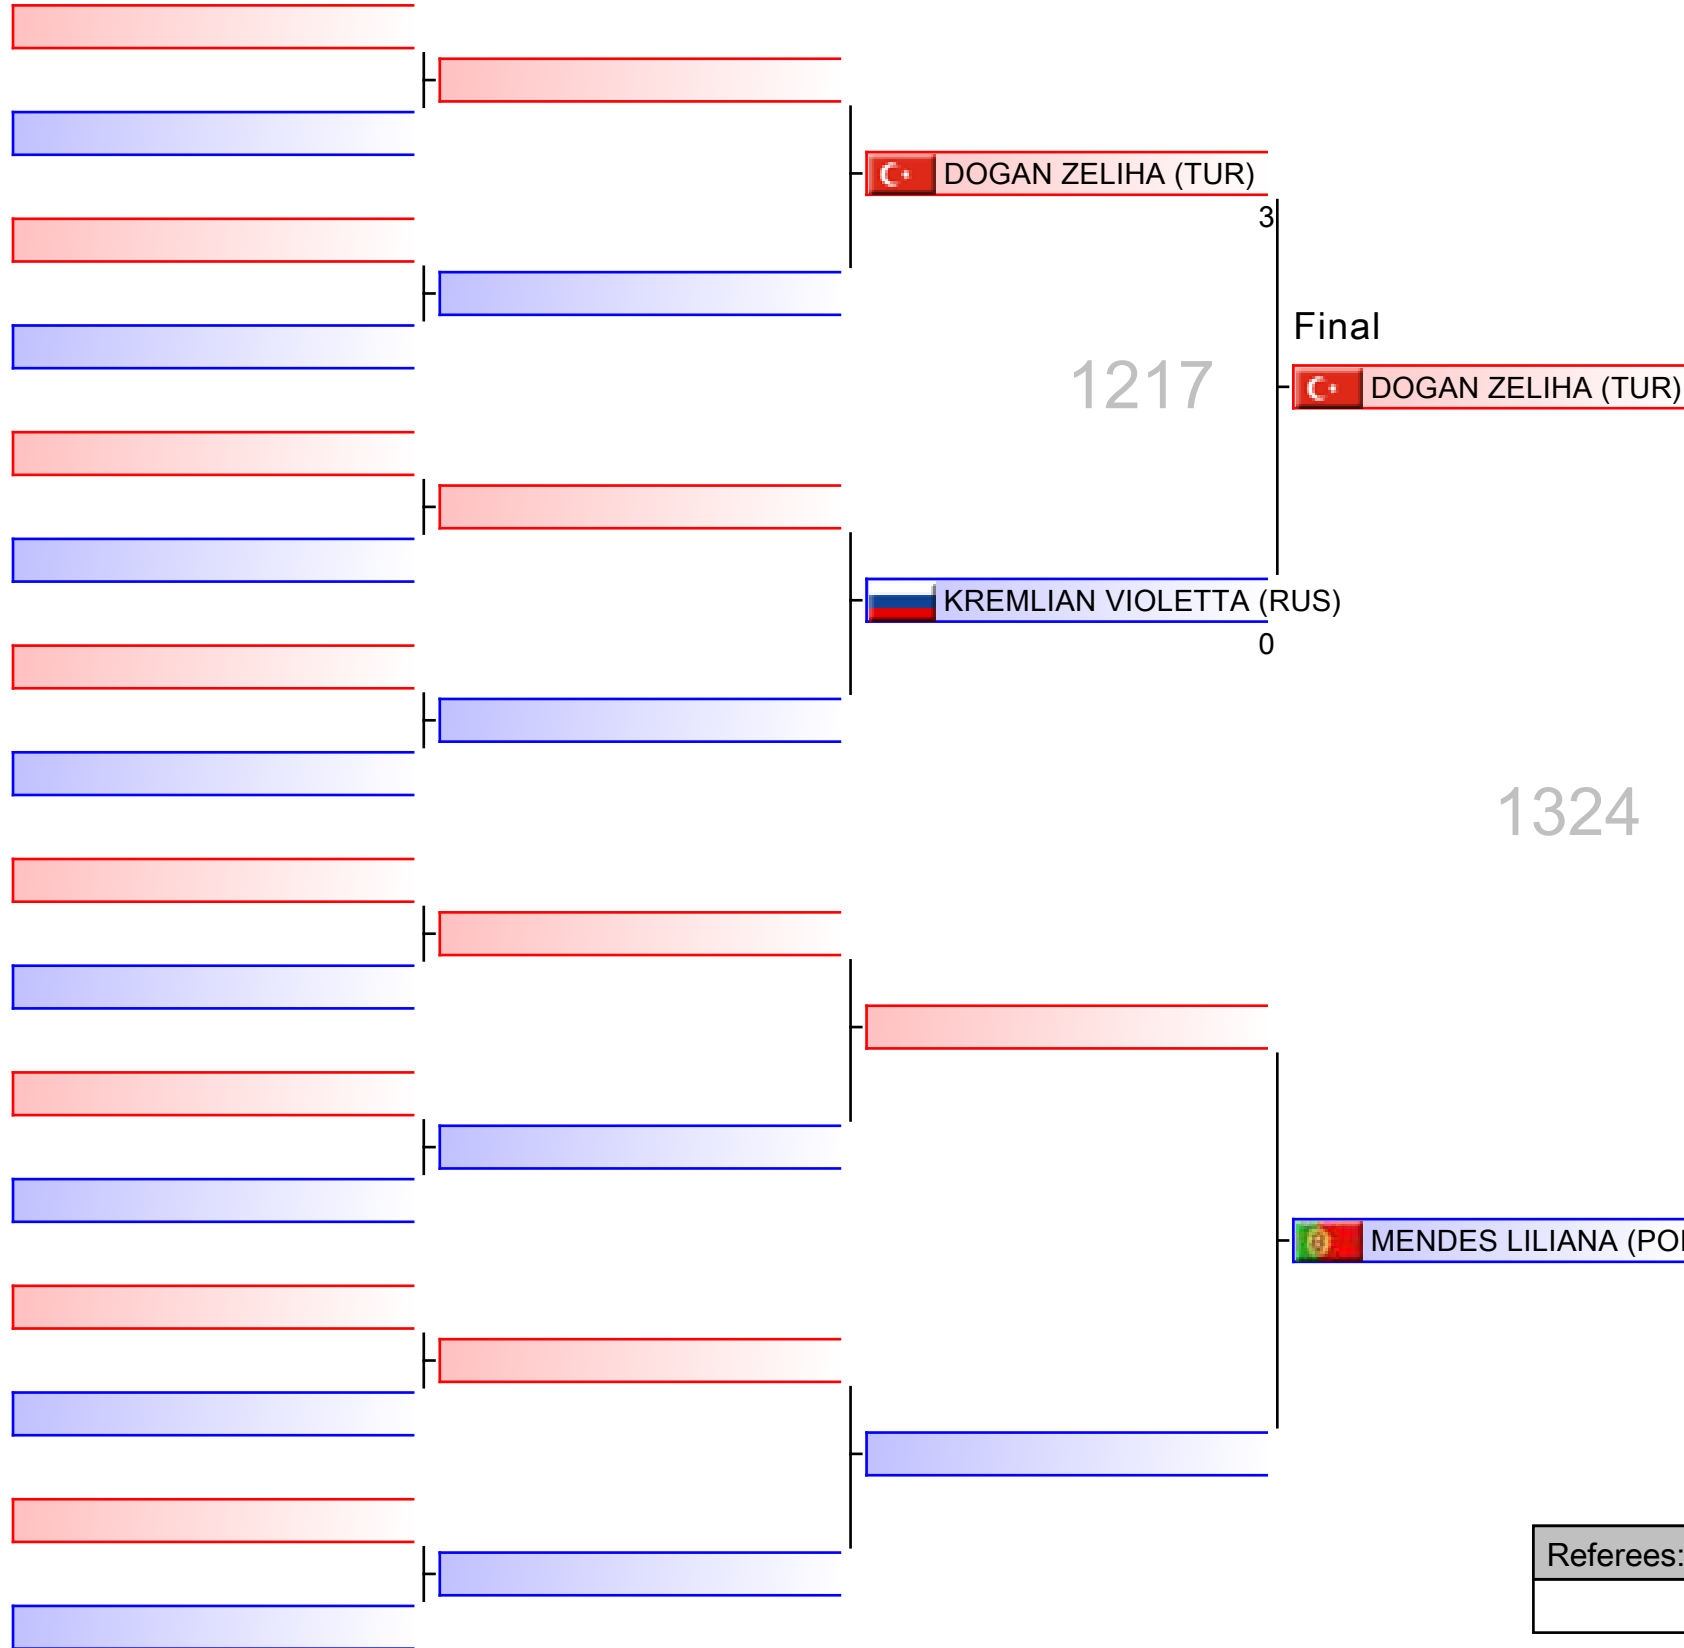 DOGAN ZELIHA (TUR)
3
Final
1217
DOGAN ZELIHA (TUR)
KREMLIAN VIOLETTA (RUS)
0
1324
MENDES LILIANA
Referees: